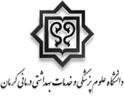 دانشگاه علوم پزشکی و خدمات بهداشتی درمانی کرمان